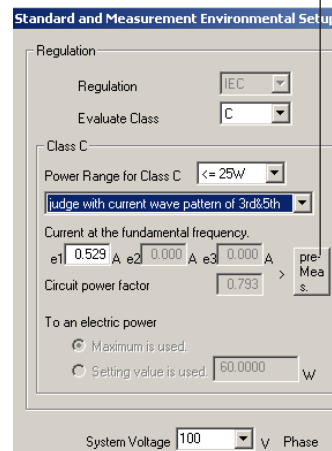 Standard and Measurement Environmental Setup
Regulation
Regulation IEC
Evaluate Class C
Class C
Power Range for Class C <= 25W
judge with current wave pattern of 3rd&5th
Current at the fundamental frequency.
e1 0.529 A e2 0.000 A e3 0.000 A > pre-Meas.
Circuit power factor 0.793
To an electric power
Maximum is used.
Setting value is used. 60.0000 W
System Voltage 100 V Phase